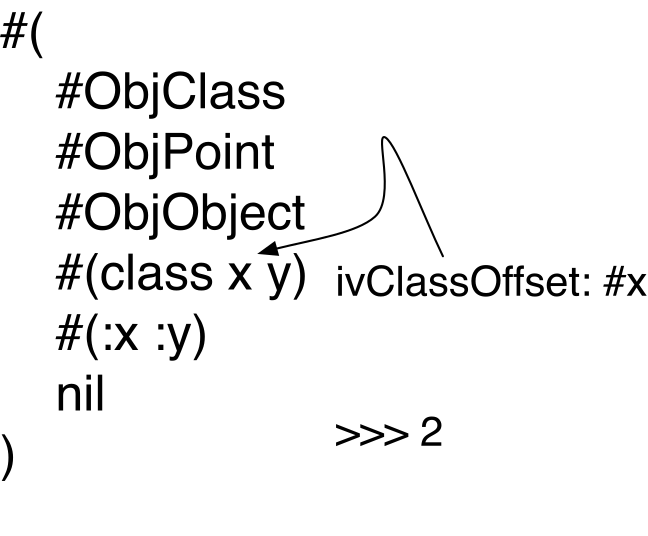 #(
#ObjClass
#ObjPoint
#ObjObject
#(class x y)
ivClassOffset: #x
#(:x :y)
nil
>>> 2
)